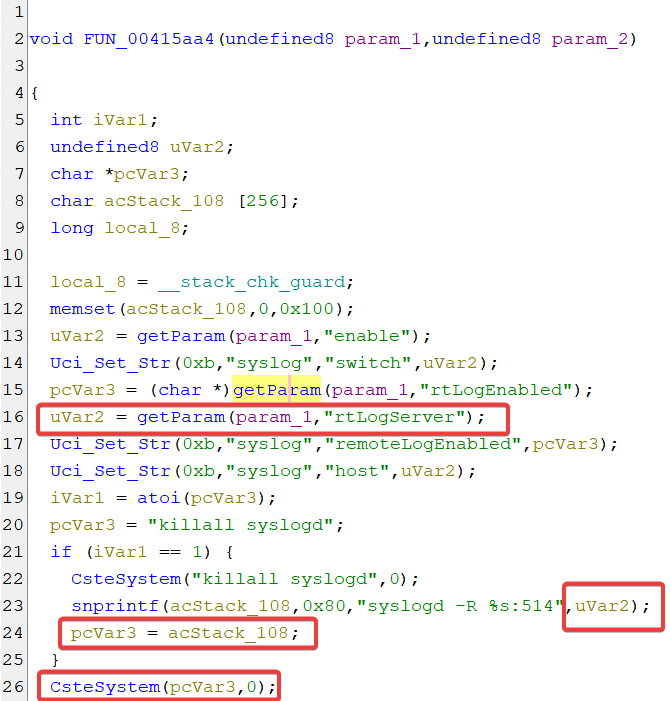 1
2 void FUN_00415aa4(undefined8 param_1,undefined8 param_2)
3
4 {
5 int iVar1;
6 undefined8 uVar2;
7 char *pcVar3;
8 char acStack_108 [256];
9 long local_8;
10
11 local_8 = __stack_chk_guard;
12 memset(acStack_108,0,0x100);
13 uVar2 = getParam(param_1,"enable");
14 Uci_Set_Str(0xb,"syslog","switch",uVar2);
15 pcVar3 = (char *)getParam(param_1,"rtLogEnabled");
16 uVar2 = getParam(param_1,"rtLogServer");
17 Uci_Set_Str(0xb,"syslog","remoteLogEnabled",pcVar3);
18 Uci_Set_Str(0xb,"syslog","host",uVar2);
19 iVar1 = atoi(pcVar3);
20 pcVar3 = "killall syslogd";
21 if (iVar1 == 1) {
22 CsteSystem("killall syslogd",0);
23 snprintf(acStack_108,0x80,"syslogd -R %s:514",uVar2);
24 pcVar3 = acStack_108;
25 }
26 CsteSystem(pcVar3,0);